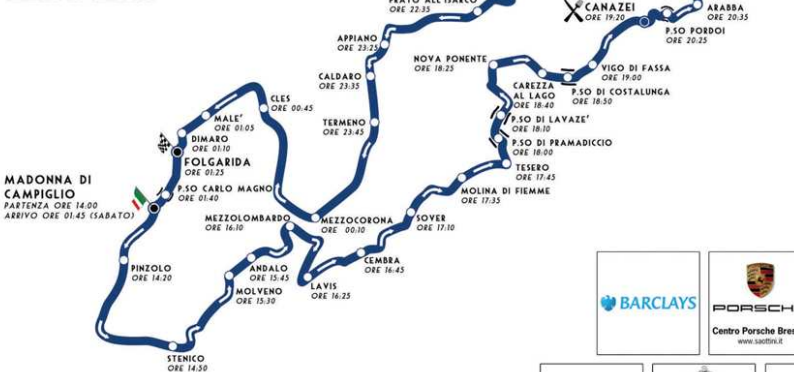 PRATO ALL'ISARCO
ORE 22:35
CANAZEI
ORE 19:20
ARABBA
ORE 20:35
P.SO PORDOI
ORE 20:25
APPIANO
ORE 23:25
NOVA PONENTE
ORE 18:25
VIGO DI FASSA
ORE 19:00
CALDARO
ORE 23:35
CAREZZA
AL LAGO
ORE 18:40
P.SO DI COSTALUNGA
ORE 18:50
CLES
ORE 00:45
MALE'
ORE 01:05
TERMENO
ORE 23:45
P.SO DI LAVAZE'
ORE 18:10
DIMARO
ORE 01:10
P.SO DI PRAMADICCIO
ORE 18:00
FOLGARIDA
ORE 01:25
TESERO
ORE 17:45
MADONNA DI
CAMPIGLIO
PARTENZA ORE 14:00
ARRIVO ORE 01:45 (SABATO)
P.SO CARLO MAGNO
ORE 01:40
MOLINA DI FIEMME
ORE 17:35
MEZZOLOMBARDO
ORE 16:10
MEZZOCORONA
ORE 00:10
SOVER
ORE 17:10
PINZOLO
ORE 14:20
ANDALO
ORE 15:45
CEMBRA
ORE 16:45
MOLVENO
ORE 15:30
LAVIS
ORE 16:25
STENICO
ORE 14:50
BARCLAYS
PORSCH
Centro Porsche Bres
www.saottini.it